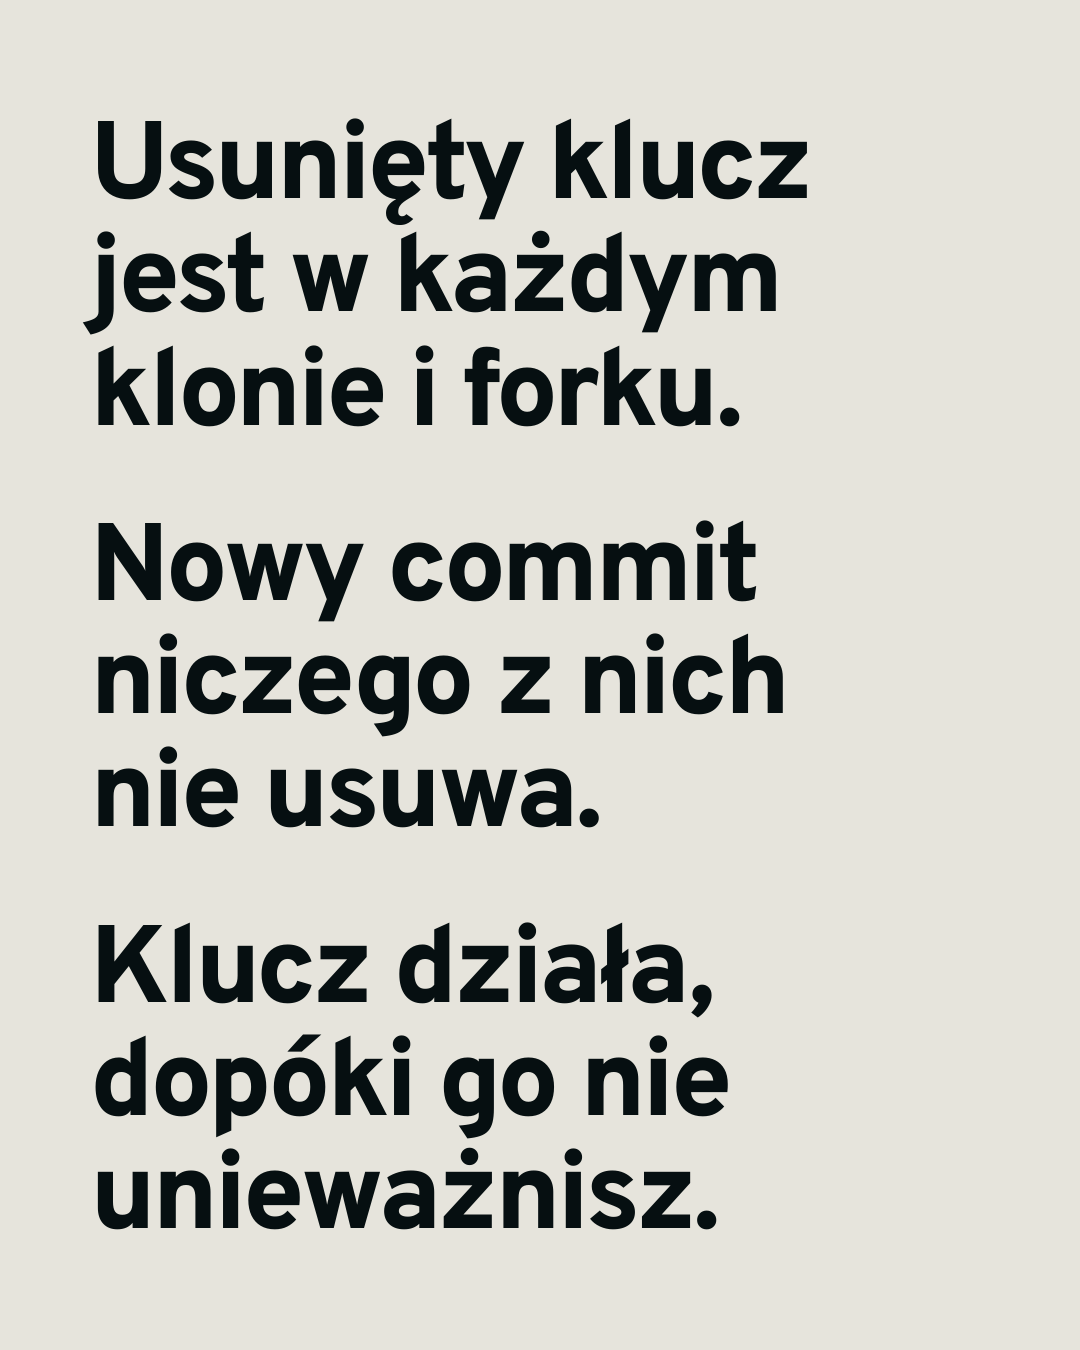 Usunięty klucz
jest w każdym
klonie i forku.
Nowy commit
niczego z nich
nie usuwa.
Klucz działa,
dopóki go nie
unieważnisz.